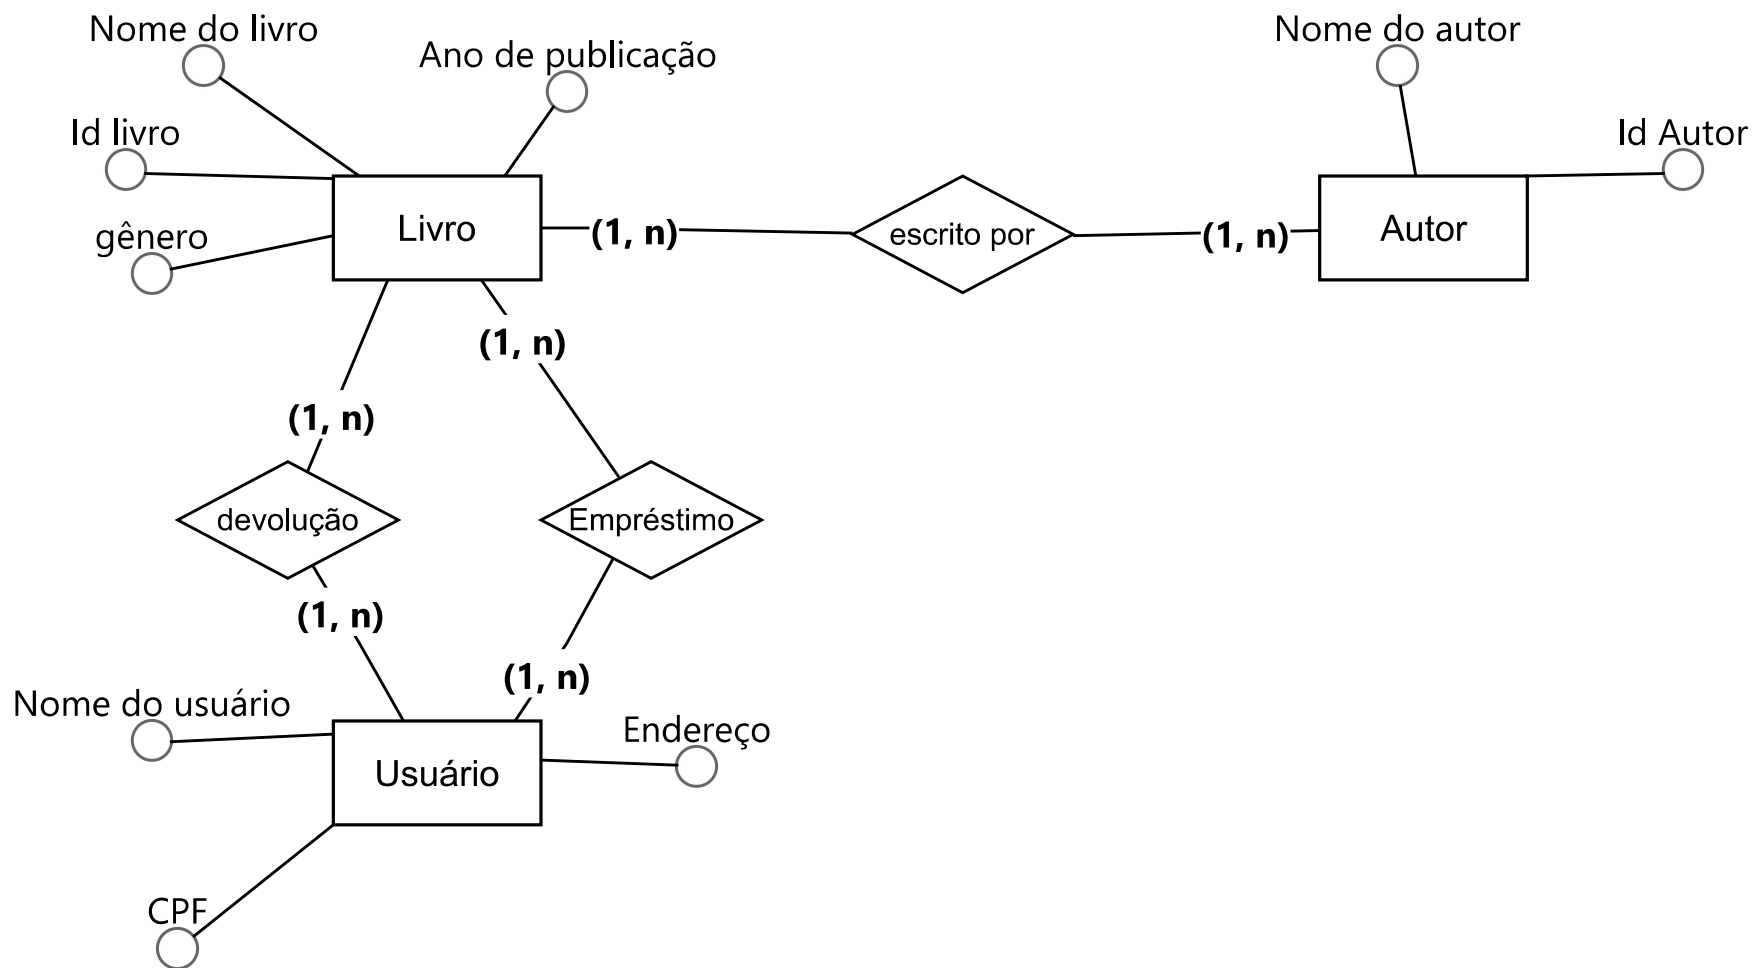 Nome do livro
Ano de publicação
Nome do autor
Id livro
Id Autor
gênero
Livro
(1, n)
escrito por
(1, n)
Autor
(1, n)
(1, n)
devolução
Empréstimo
(1, n)
(1, n)
Nome do usuário
Endereço
Usuário
CPF